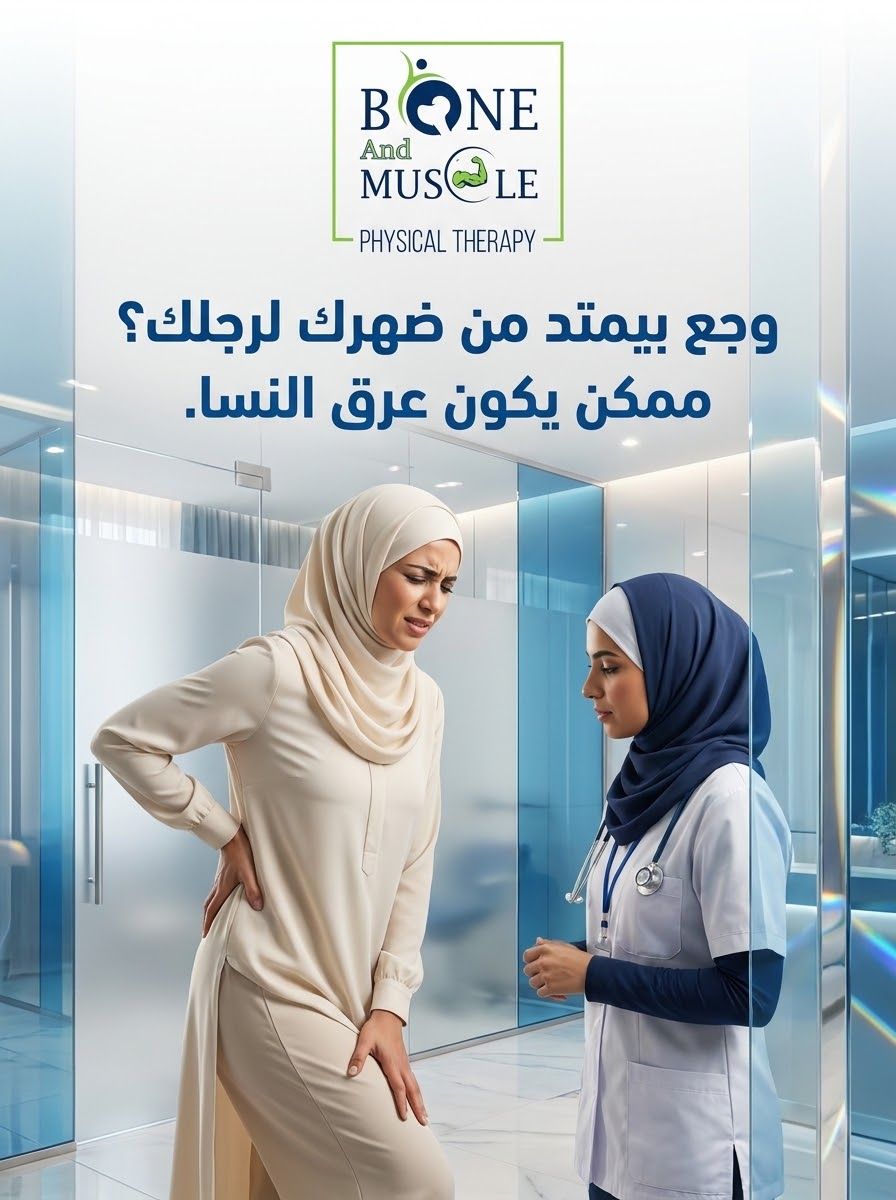 BONE
And
MUSCLE
PHYSICAL THERAPY
وجع بيمتد من ضهرك لرجلك؟
ممكن يكون عرق النسا.